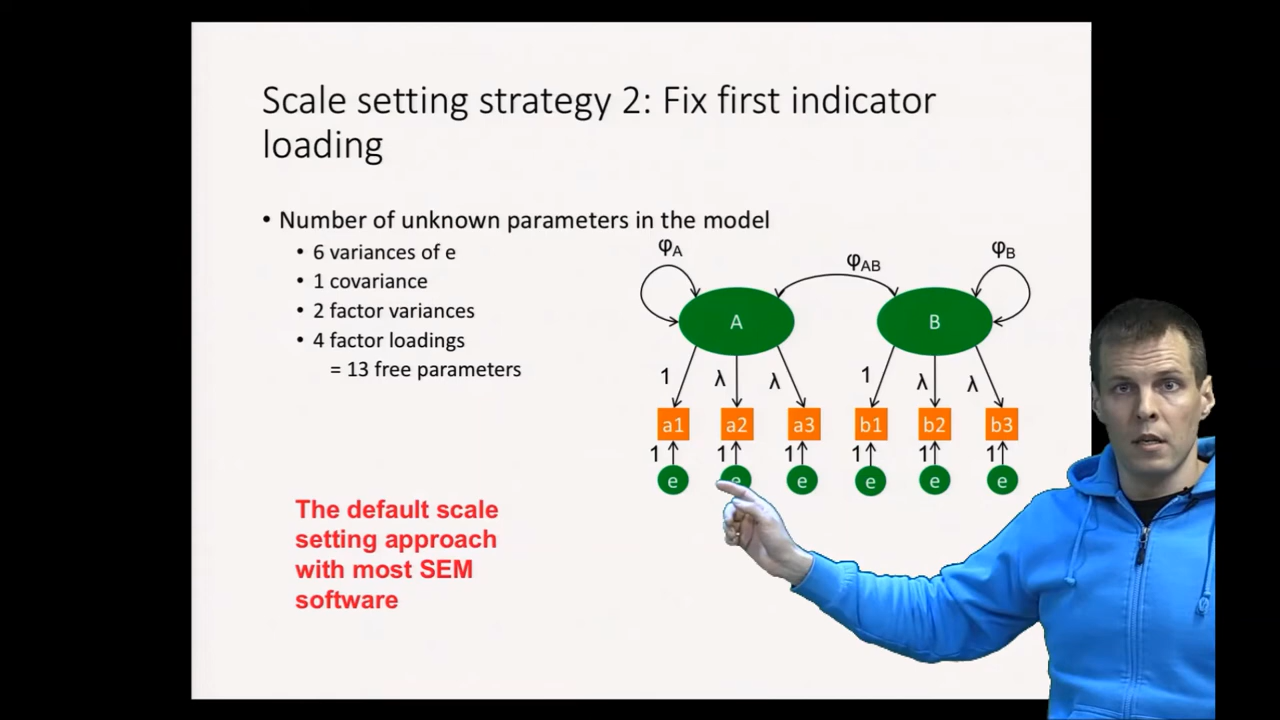 Scale setting strategy 2: Fix first indicator
loading
• Number of unknown parameters in the model
• 6 variances of e
• 1 covariance
• 2 factor variances
• 4 factor loadings
= 13 free parameters
The default scale
setting approach
with most SEM
software
φA φAB φB
A B
1 λ λ 1 λ λ
a1 a2 a3 b1 b2 b3
1 1 1 1 1 1
e e e e e e